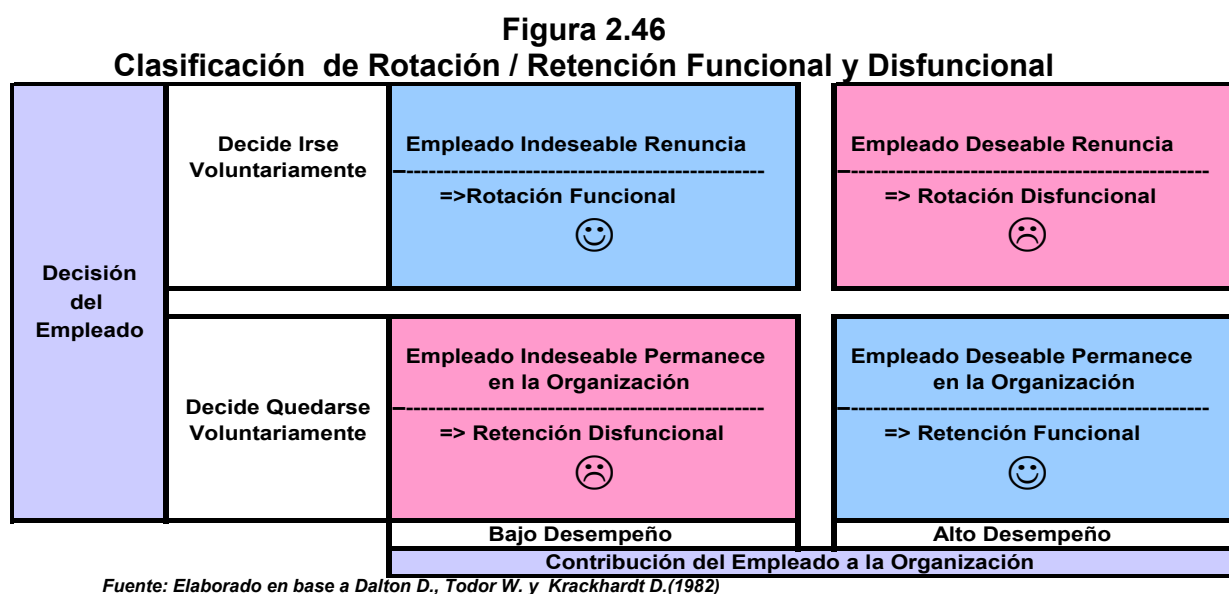 Figura 2.46
Clasificación de Rotación / Retención Funcional y Disfuncional
Decisión
del
Empleado
Decide Irse
Voluntariamente
Empleado Indeseable Renuncia
=>Rotación Funcional
Empleado Deseable Renuncia
=> Rotación Disfuncional
Decide Quedarse
Voluntariamente
Empleado Indeseable Permanece
en la Organización
=> Retención Disfuncional
Empleado Deseable Permanece
en la Organización
=> Retención Funcional
Bajo Desempeño
Alto Desempeño
Contribución del Empleado a la Organización
Fuente: Elaborado en base a Dalton D., Todor W. y Krackhardt D.(1982)